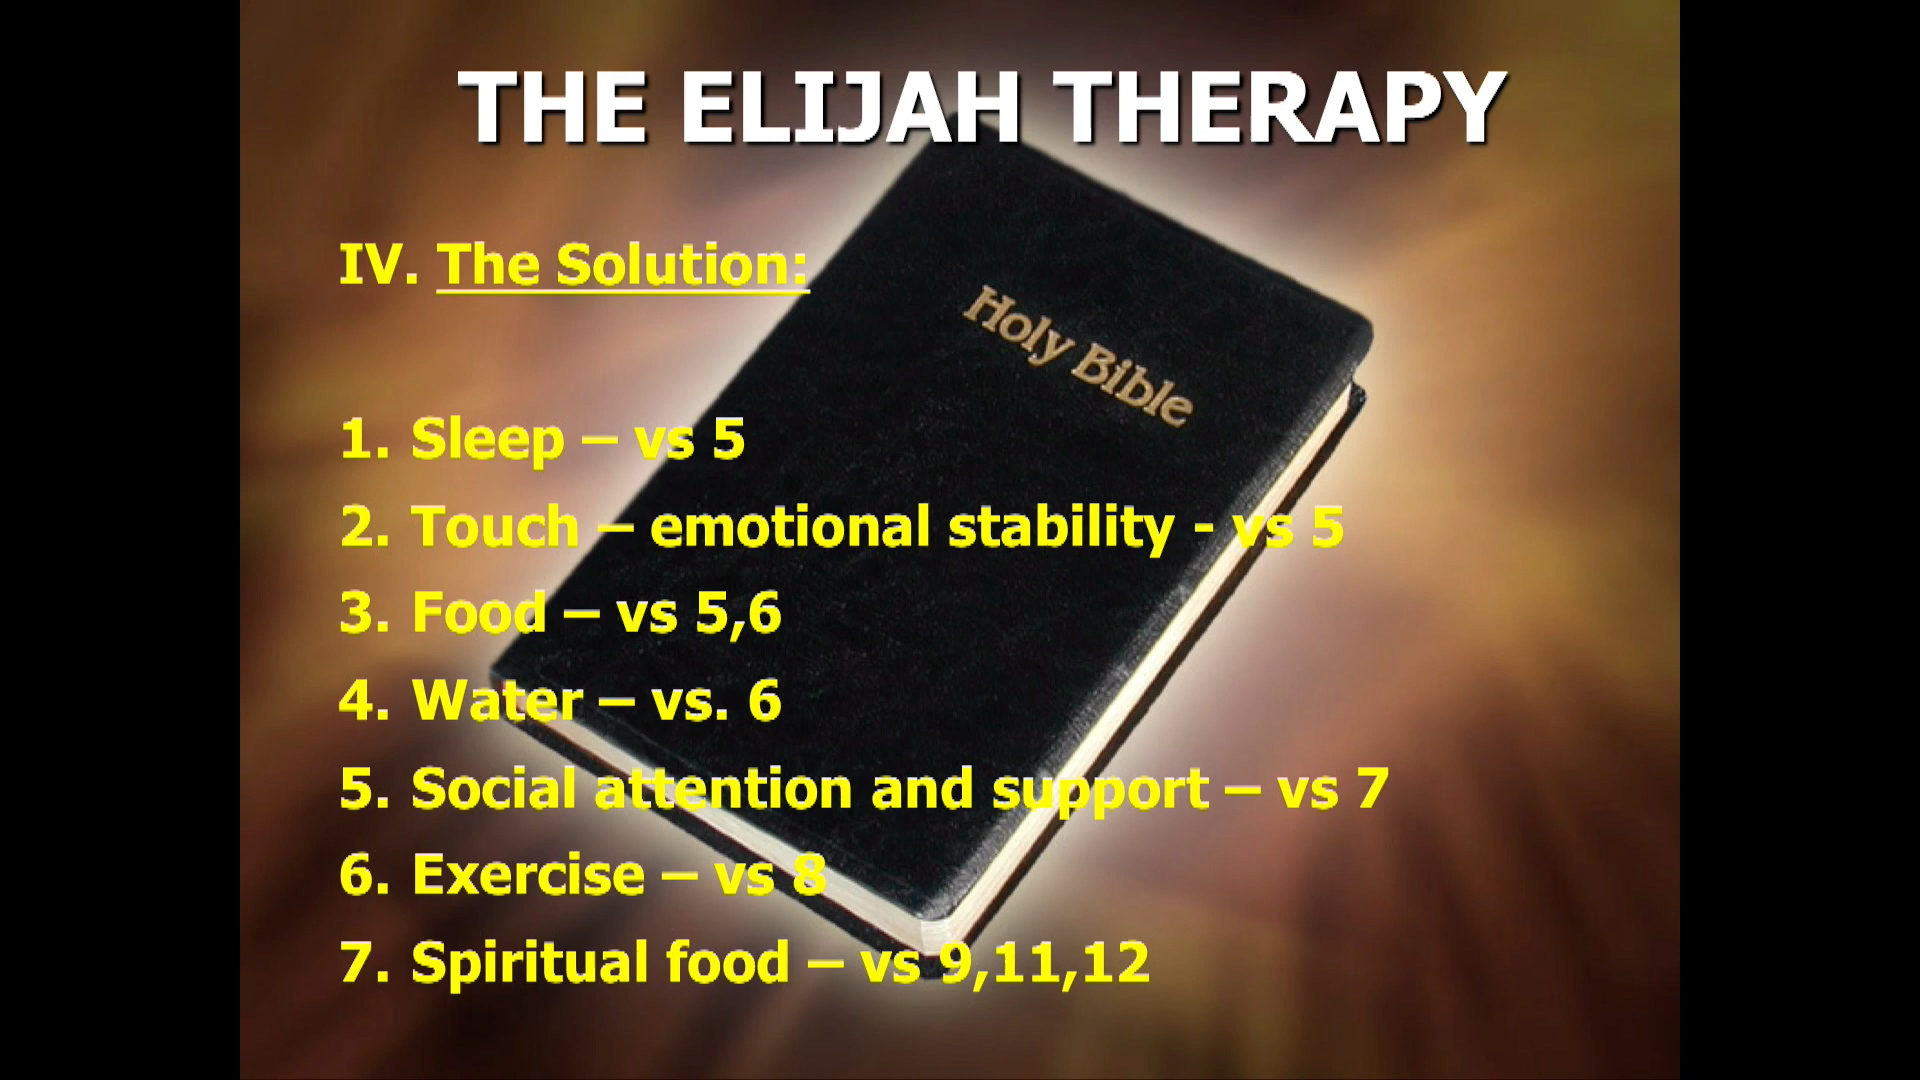 THE ELIJAH THERAPY
IV. The Solution:
Holy Bible
1. Sleep – vs 5
2. Touch – emotional stability - vs 5
3. Food – vs 5,6
4. Water – vs. 6
5. Social attention and support – vs 7
6. Exercise – vs 8
7. Spiritual food – vs 9,11,12